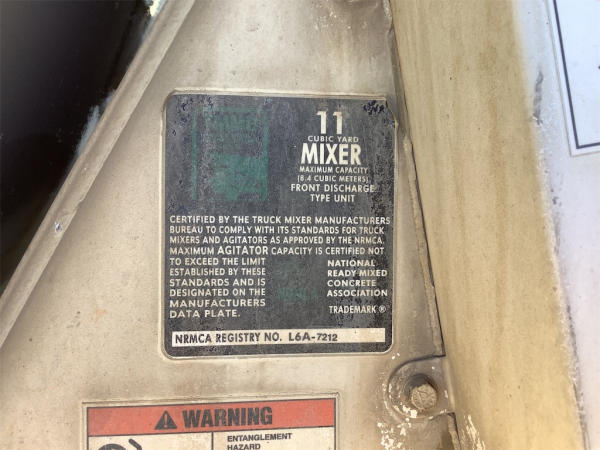 11
CUBIC YARD
MIXER
MAXIMUM CAPACITY
(8.4 CUBIC METERS)
FRONT DISCHARGE
TYPE UNIT
CERTIFIED BY THE TRUCK MIXER MANUFACTURERS
BUREAU TO COMPLY WITH ITS STANDARDS FOR TRUCK
MIXERS AND AGITATORS AS APPROVED BY THE NRMCA.
MAXIMUM AGITATOR CAPACITY IS CERTIFIED NOT
TO EXCEED THE LIMIT
ESTABLISHED BY THESE
STANDARDS AND IS
DESIGNATED ON THE
MANUFACTURERS
DATA PLATE.
NATIONAL
READY MIXED
CONCRETE
ASSOCIATION
TRADEMARK ®
NRMCA REGISTRY NO. L6A-7212
WARNING
ENTANGLEMENT
HAZARD